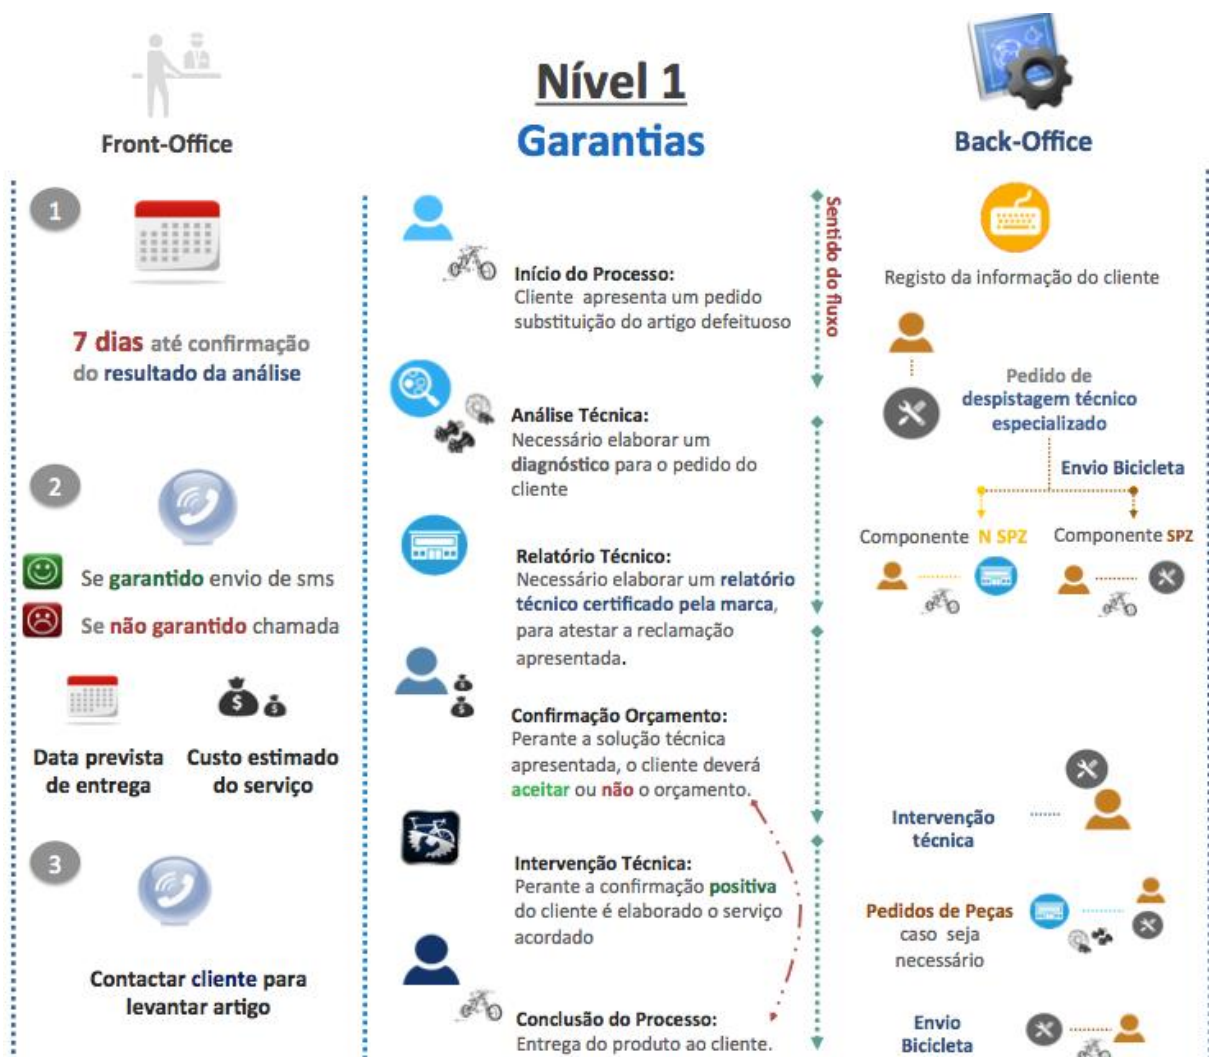 Nível 1
Garantias
Front-Office
1
7 dias até confirmação
do resultado da análise
2
Se garantido envio de sms
Se não garantido chamada
Data prevista
de entrega
Custo estimado
do serviço
3
Contactar cliente para
levantar artigo
Início do Processo:
Cliente apresenta um pedido
substituição do artigo defeituoso
Análise Técnica:
Necessário elaborar um
diagnóstico para o pedido do
cliente
Relatório Técnico:
Necessário elaborar um relatório
técnico certificado pela marca,
para atestar a reclamação
apresentada.
Confirmação Orçamento:
Perante a solução técnica
apresentada, o cliente deverá
aceitar ou não o orçamento.
Intervenção Técnica:
Perante a confirmação positiva
do cliente é elaborado o serviço
acordado
Conclusão do Processo:
Entrega do produto ao cliente.
Sentido do fluxo
Back-Office
Registo da informação do cliente
Pedido de
despistagem técnico
especializado
Envio Bicicleta
Componente N SPZ
Componente SPZ
Intervenção
técnica
Pedidos de Peças
caso seja
necessário
Envio
Bicicleta